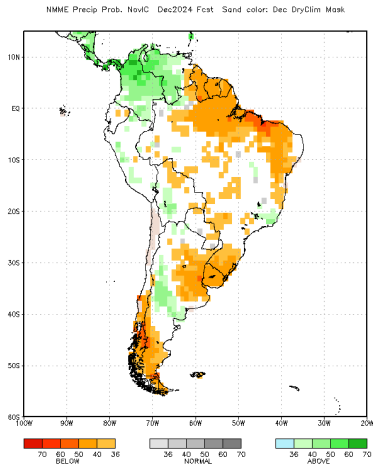 NMME Precip Prob. NovIC Dec2024 Fcst Sand color: Dec DryClim Mask
10N
EQ
10S
20S
30S
40S
50S
60S
100W 90W 80W 70W 60W 50W 40W 30W 20W
70 60 50 40 36 36 40 50 60 70 36 40 50 60 70
BELOW NORMAL ABOVE